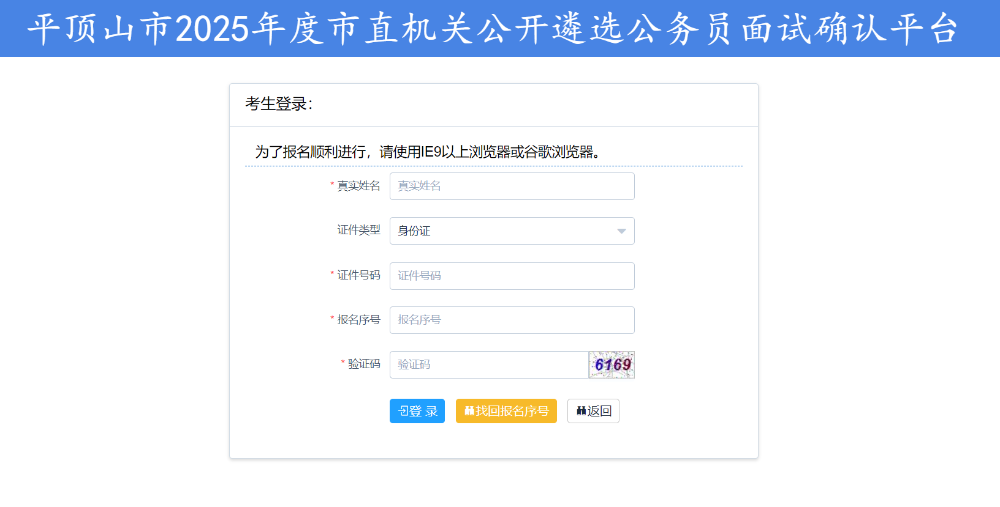 平顶山市2025年度市直机关公开遴选公务员面试确认平台
考生登录：
为了报名顺利进行，请使用IE9以上浏览器或谷歌浏览器。
* 真实姓名 真实姓名
证件类型 身份证
* 证件号码 证件号码
* 报名序号 报名序号
* 验证码 验证码 6169
登 录 找回报名序号 返回